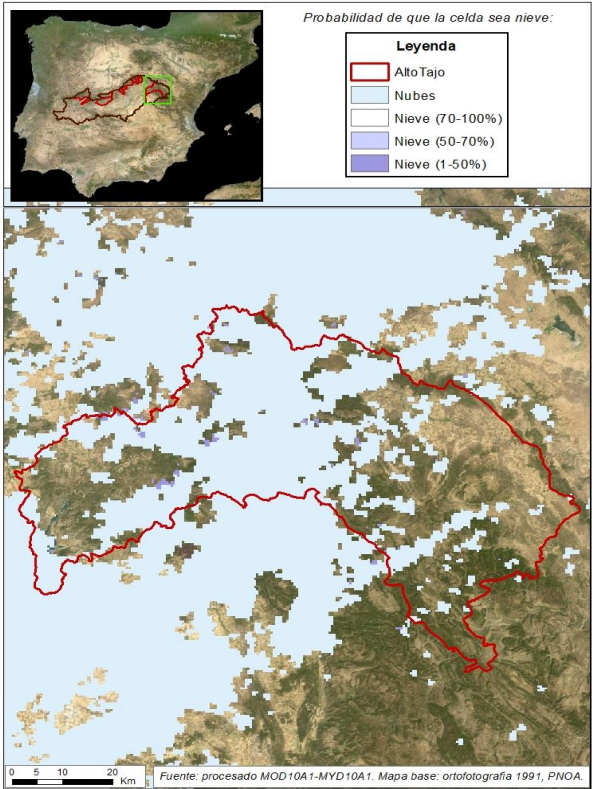 Probabilidad de que la celda sea nieve:
Leyenda
AltoTajo
Nubes
Nieve (70-100%)
Nieve (50-70%)
Nieve (1-50%)
0 5 10 20
Km
Fuente: procesado MOD10A1-MYD10A1. Mapa base: ortofotografía 1991, PNOA.